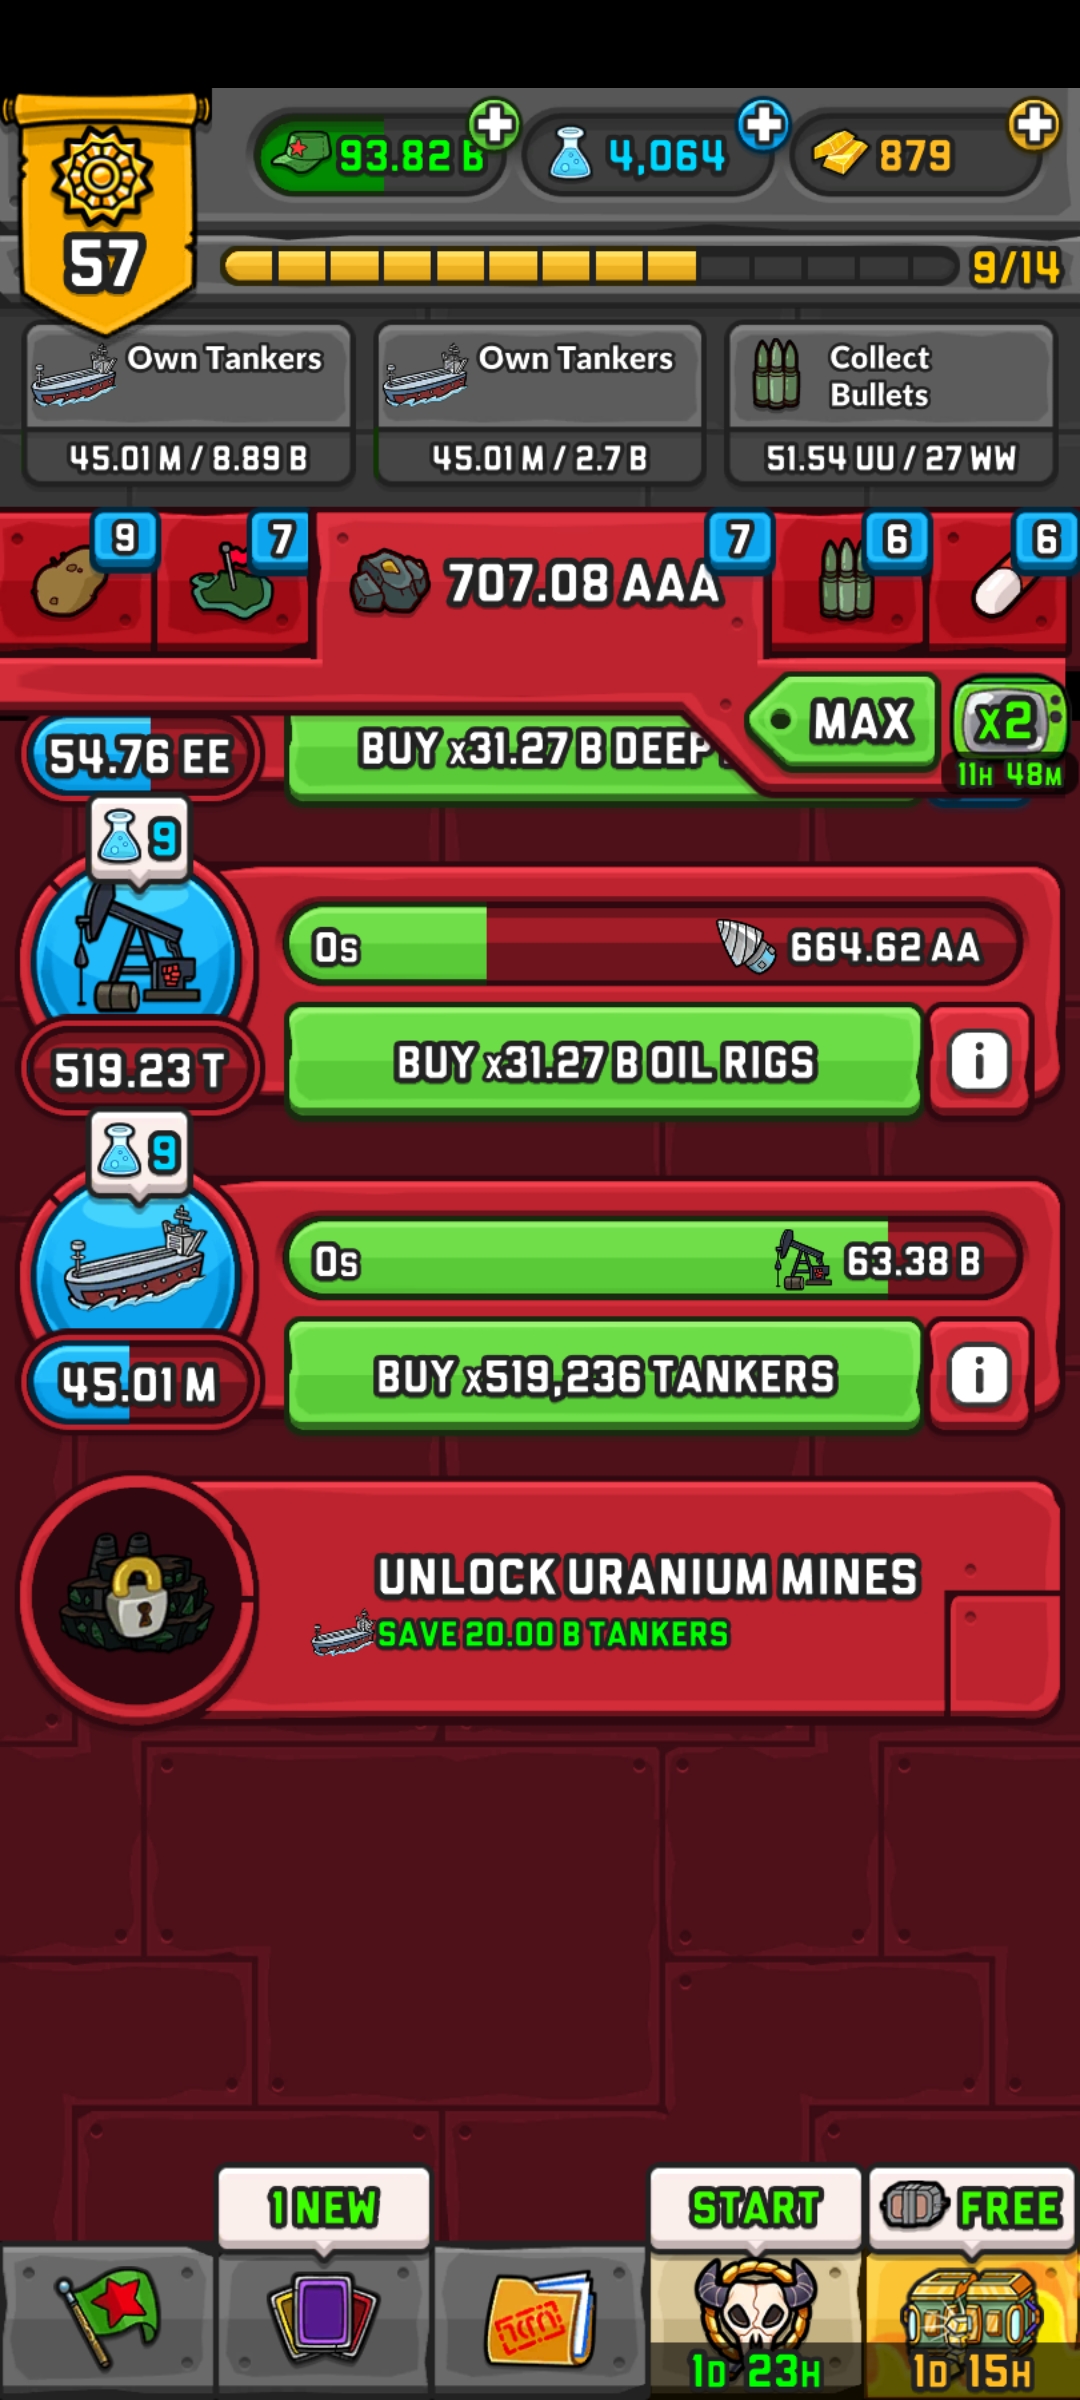 93.82 B
4,064
879
57
9/14
Own Tankers
45.01 M / 8.89 B
Own Tankers
45.01 M / 2.7 B
Collect
Bullets
51.54 UU / 27 WW
9
7
707.08 AAA
7
6
6
MAX
x2
11H 48M
54.76 EE
BUY x31.27 B DEEP
9
0s
664.62 AA
519.23 T
BUY x31.27 B OIL RIGS
i
9
0s
63.38 B
45.01 M
BUY x519,236 TANKERS
i
UNLOCK URANIUM MINES
SAVE 20.00 B TANKERS
1 NEW
START
FREE
1D 23H
1D 15H